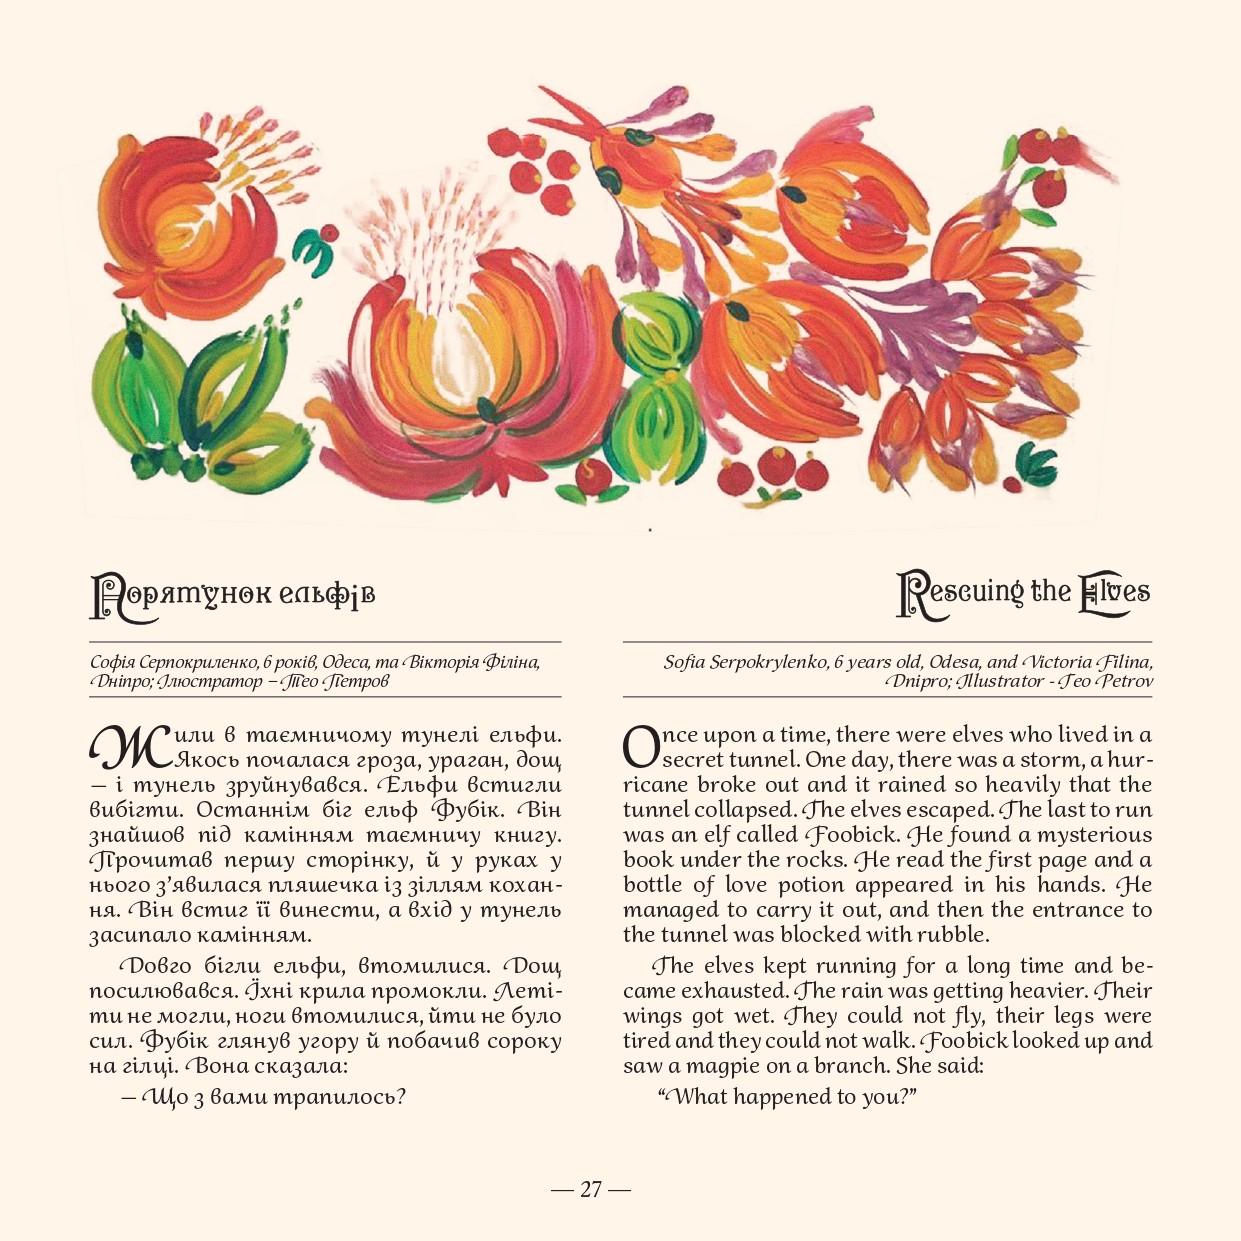 Порятунок ельфів
Софія Серпокриленко, 6 років, Одеса, та Вікторія Філіна,
Дніпро; Ілюстратор – Тео Петров
Жили в таємничому тунелі ельфи.
Якось почалася гроза, ураган, дощ
– і тунель зруйнувався. Ельфи встигли
вибігти. Останнім біг ельф Фубік. Він
знайшов під камінням таємничу книгу.
Прочитав першу сторінку, й у руках у
нього з’явилася пляшечка із зіллям кохан-
ня. Він встиг її винести, а вхід у тунель
засипало камінням.
Довго бігли ельфи, втомилися. Дощ
посилювався. Їхні крила промокли. Леті-
ти не могли, ноги втомилися, йти не було
сил. Фубік глянув угору й побачив сороку
на гілці. Вона сказала:
– Що з вами трапилось?
Rescuing the Elves
Sofia Serpokrylenko, 6 years old, Odesa, and Victoria Filina,
Dnipro; Illustrator - Teo Petrov
Once upon a time, there were elves who lived in a
secret tunnel. One day, there was a storm, a hur-
ricane broke out and it rained so heavily that the
tunnel collapsed. The elves escaped. The last to run
was an elf called Foobick. He found a mysterious
book under the rocks. He read the first page and a
bottle of love potion appeared in his hands. He
managed to carry it out, and then the entrance to
the tunnel was blocked with rubble.
The elves kept running for a long time and be-
came exhausted. The rain was getting heavier. Their
wings got wet. They could not fly, their legs were
tired and they could not walk. Foobick looked up and
saw a magpie on a branch. She said:
“What happened to you?”
— 27 —